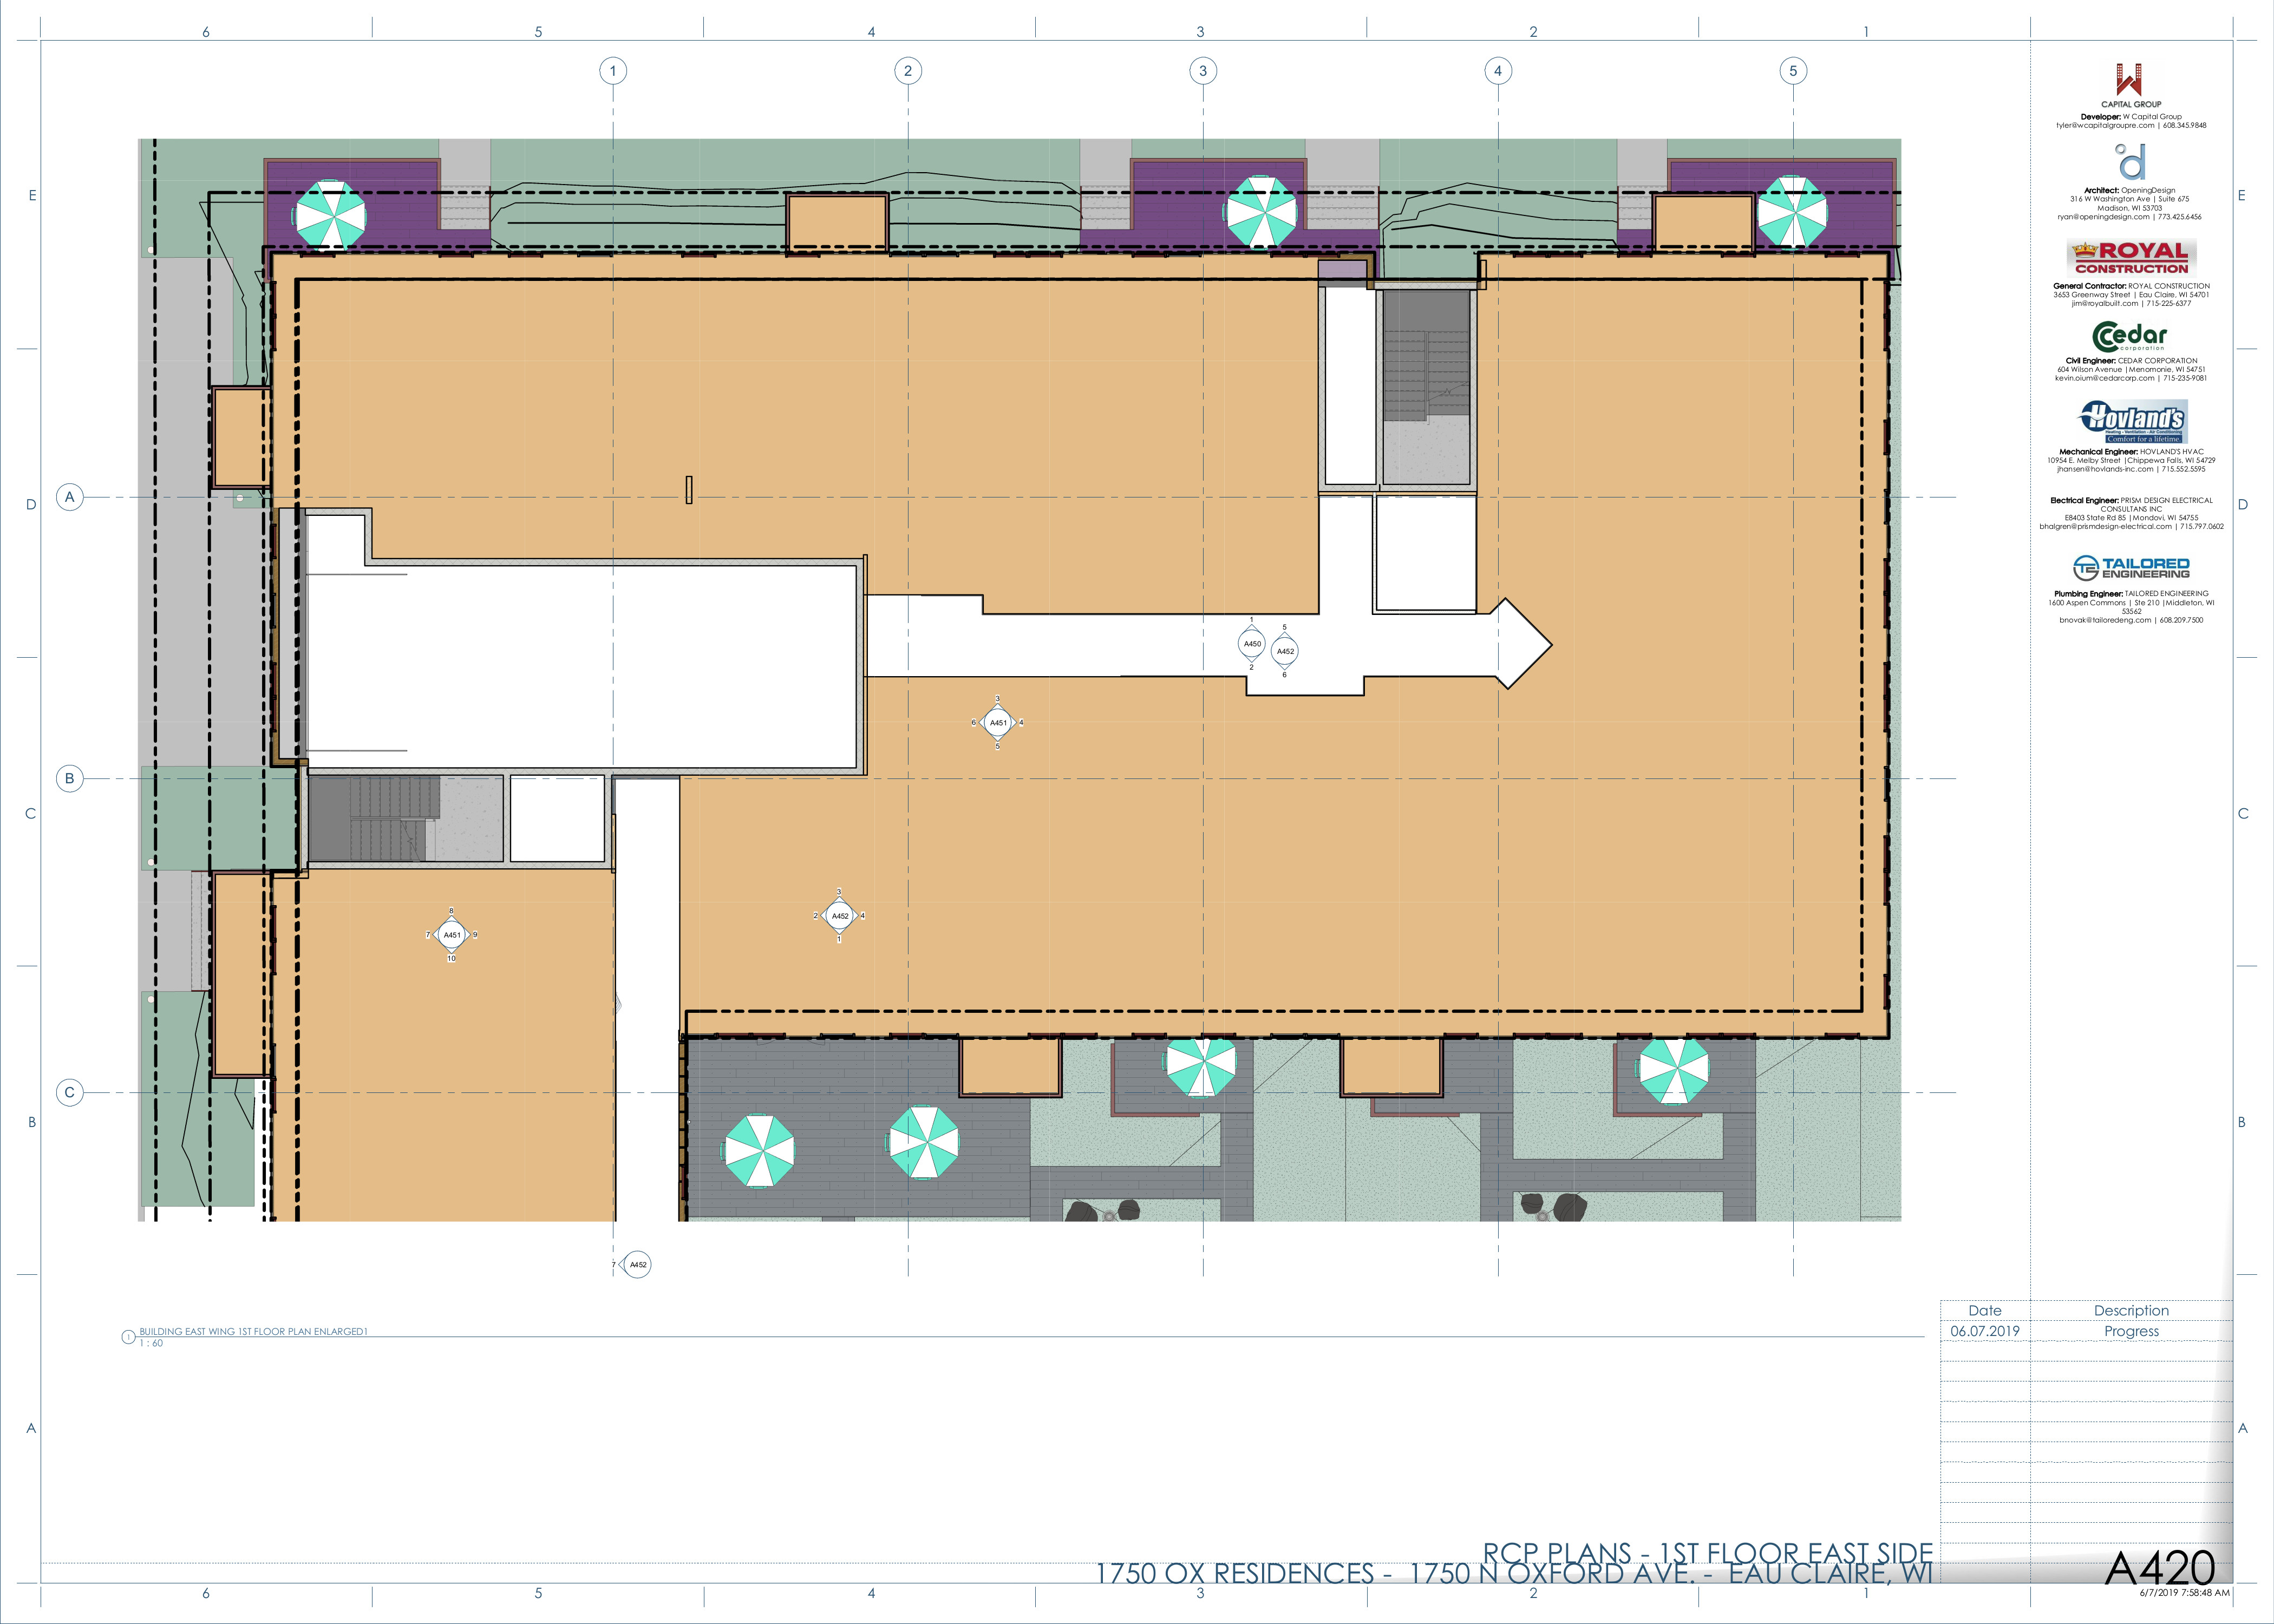 6 5 4 3 2 1
1 2 3 4 5
E E
D D
C C
B B
A A
A
B
C
1
A450
2
5
A452
6
3
6 A451 4
5
3
2 A452 4
1
8
7 A451 9
10
7 A452
1 BUILDING EAST WING 1ST FLOOR PLAN ENLARGED1
1 : 60
CAPITAL GROUP
Developer: W Capital Group
tyler@wcapitalgroupre.com | 608.345.9848
Architect: OpeningDesign
316 W Washington Ave | Suite 675
Madison, WI 53703
ryan@openingdesign.com | 773.425.6456
ROYAL
CONSTRUCTION
General Contractor: ROYAL CONSTRUCTION
3653 Greenway Street | Eau Claire, WI 54701
jim@royalbuilt.com | 715-225-6377
Cedar
corporation
Civil Engineer: CEDAR CORPORATION
604 Wilson Avenue |Menomonie, WI 54751
kevin.oium@cedarcorp.com | 715-235-9081
Hovland's
Heating - Ventilation - Air Conditioning
Comfort for a lifetime.
Mechanical Engineer: HOVLAND'S HVAC
10954 E. Melby Street |Chippewa Falls, WI 54729
jhansen@hovlands-inc.com | 715.552.5595
Electrical Engineer: PRISM DESIGN ELECTRICAL
CONSULTANS INC
E8403 State Rd 85 |Mondovi, WI 54755
bhalgren@prismdesign-electrical.com | 715.797.0602
TAILORED
ENGINEERING
Plumbing Engineer: TAILORED ENGINEERING
1600 Aspen Commons | Ste 210 |Middleton, WI
53562
bnovak@tailoredeng.com | 608.209.7500
Date Description
06.07.2019 Progress
RCP PLANS - 1ST FLOOR EAST SIDE
1750 OX RESIDENCES - 1750 N OXFORD AVE. - EAU CLAIRE, WI
A420
6/7/2019 7:58:48 AM
6 5 4 3 2 1